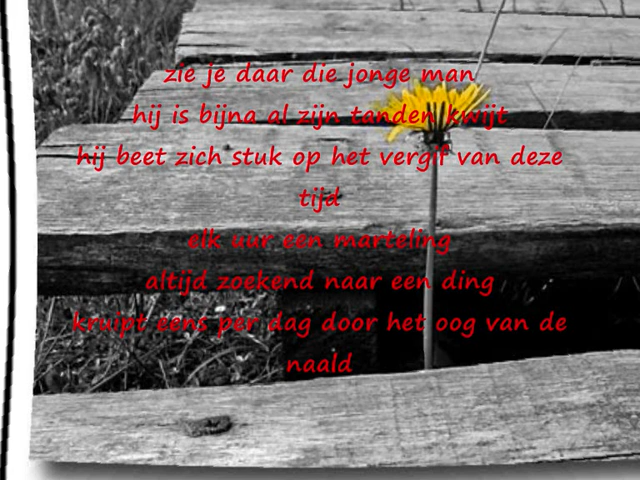 zie je daar die jonge man
hij is bijna al zijn tanden kwijt
hij beet zich stuk op het vergif van deze
tijd
elk uur een marteling
altijd zoekend naar een ding
kruipt eens per dag door het oog van de
naald